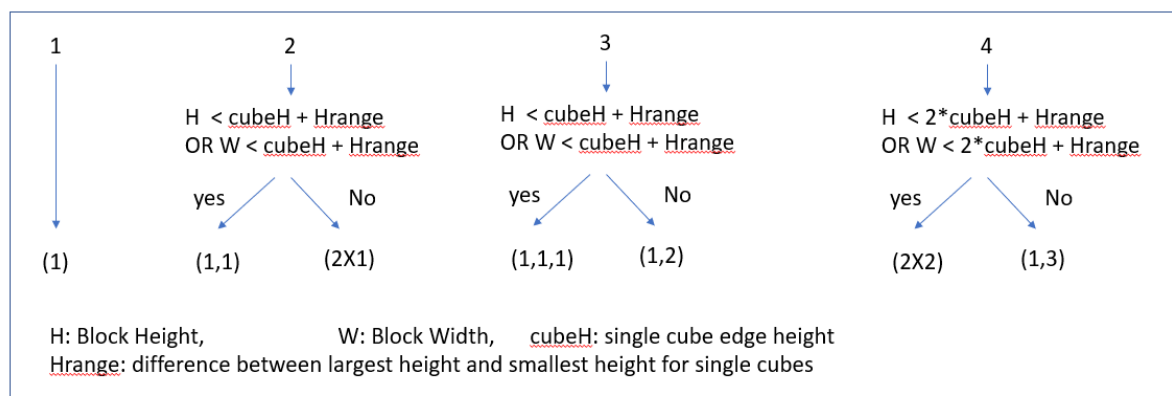 1 2 3 4
H < cubeH + Hrange
OR W < cubeH + Hrange
H < cubeH + Hrange
OR W < cubeH + Hrange
H < 2*cubeH + Hrange
OR W < 2*cubeH + Hrange
yes No yes No yes No
(1) (1,1) (2X1) (1,1,1) (1,2) (2X2) (1,3)
H: Block Height, W: Block Width, cubeH: single cube edge height
Hrange: difference between largest height and smallest height for single cubes